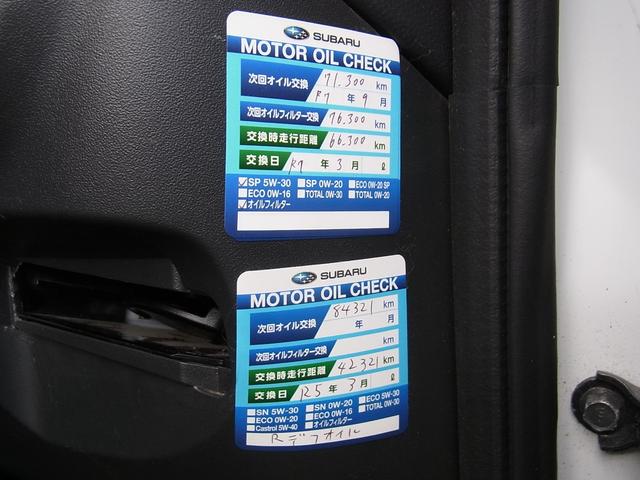 SUBARU
MOTOR OIL CHECK
次回オイル交換 71,300 km
R7 年 9 月
次回オイルフィルター交換 76,300 km
交換時走行距離 66,300 km
交換日 R7 年 3 月 ℓ
SP 5W-30 SP 0W-20 ECO 0W-20 SP
ECO 0W-16 TOTAL 0W-30 TOTAL 0W-20
オイルフィルター
SUBARU
MOTOR OIL CHECK
次回オイル交換 84321 km
年 月
次回オイルフィルター交換 km
交換時走行距離 42321 km
交換日 R5 年 3 月 ℓ
SN 5W-30 SN 0W-20 ECO 5W-30
ECO 0W-20 ECO 0W-16 TOTAL 0W-30
Castrol 5W-40 オイルフィルター
Rデフオイル